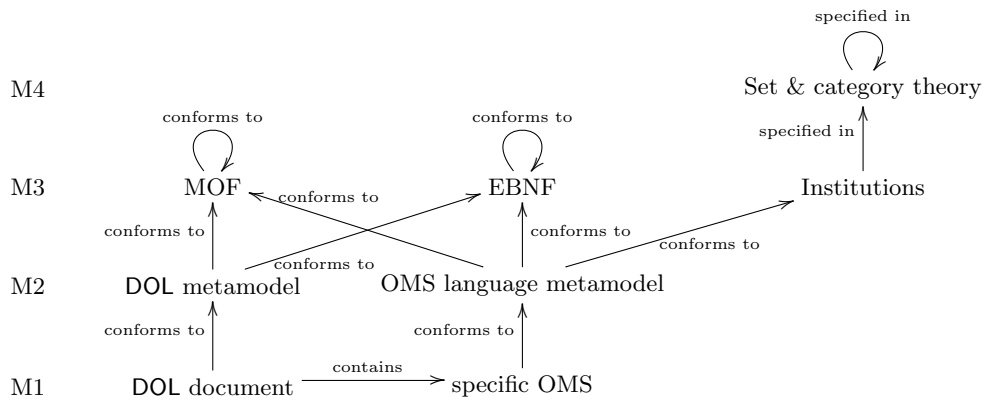 specified in
M4 Set & category theory
conforms to conforms to specified in
M3 MOF EBNF Institutions
conforms to
conforms to conforms to conforms to
conforms to
M2 DOL metamodel OMS language metamodel
conforms to conforms to
contains
M1 DOL document specific OMS